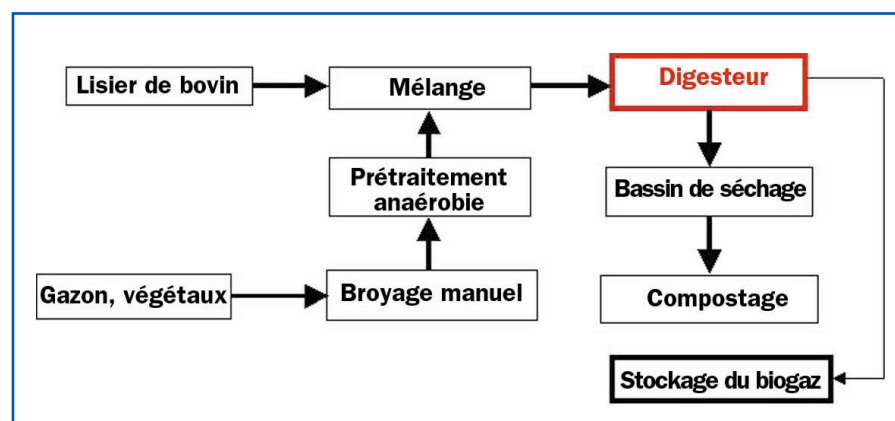 Lisier de bovin
Mélange
Digesteur
Prétraitement
anaérobie
Bassin de séchage
Gazon, végétaux
Broyage manuel
Compostage
Stockage du biogaz